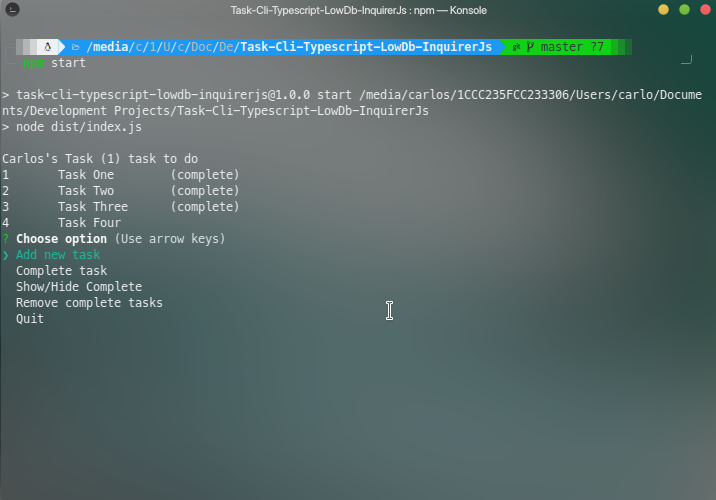 Task-Cli-Typescript-LowDb-InquirerJs : npm — Konsole
/media/c/1/U/c/Doc/De/Task-Cli-Typescript-LowDb-InquirerJs master ?7
npm start
> task-cli-typescript-lowdb-inquirerjs@1.0.0 start /media/carlos/1CCC235FCC233306/Users/carlo/Docume
nts/Development Projects/Task-Cli-Typescript-LowDb-InquirerJs
> node dist/index.js
Carlos's Task (1) task to do
1 Task One (complete)
2 Task Two (complete)
3 Task Three (complete)
4 Task Four
? Choose option (Use arrow keys)
❯ Add new task
Complete task
Show/Hide Complete
Remove complete tasks
Quit